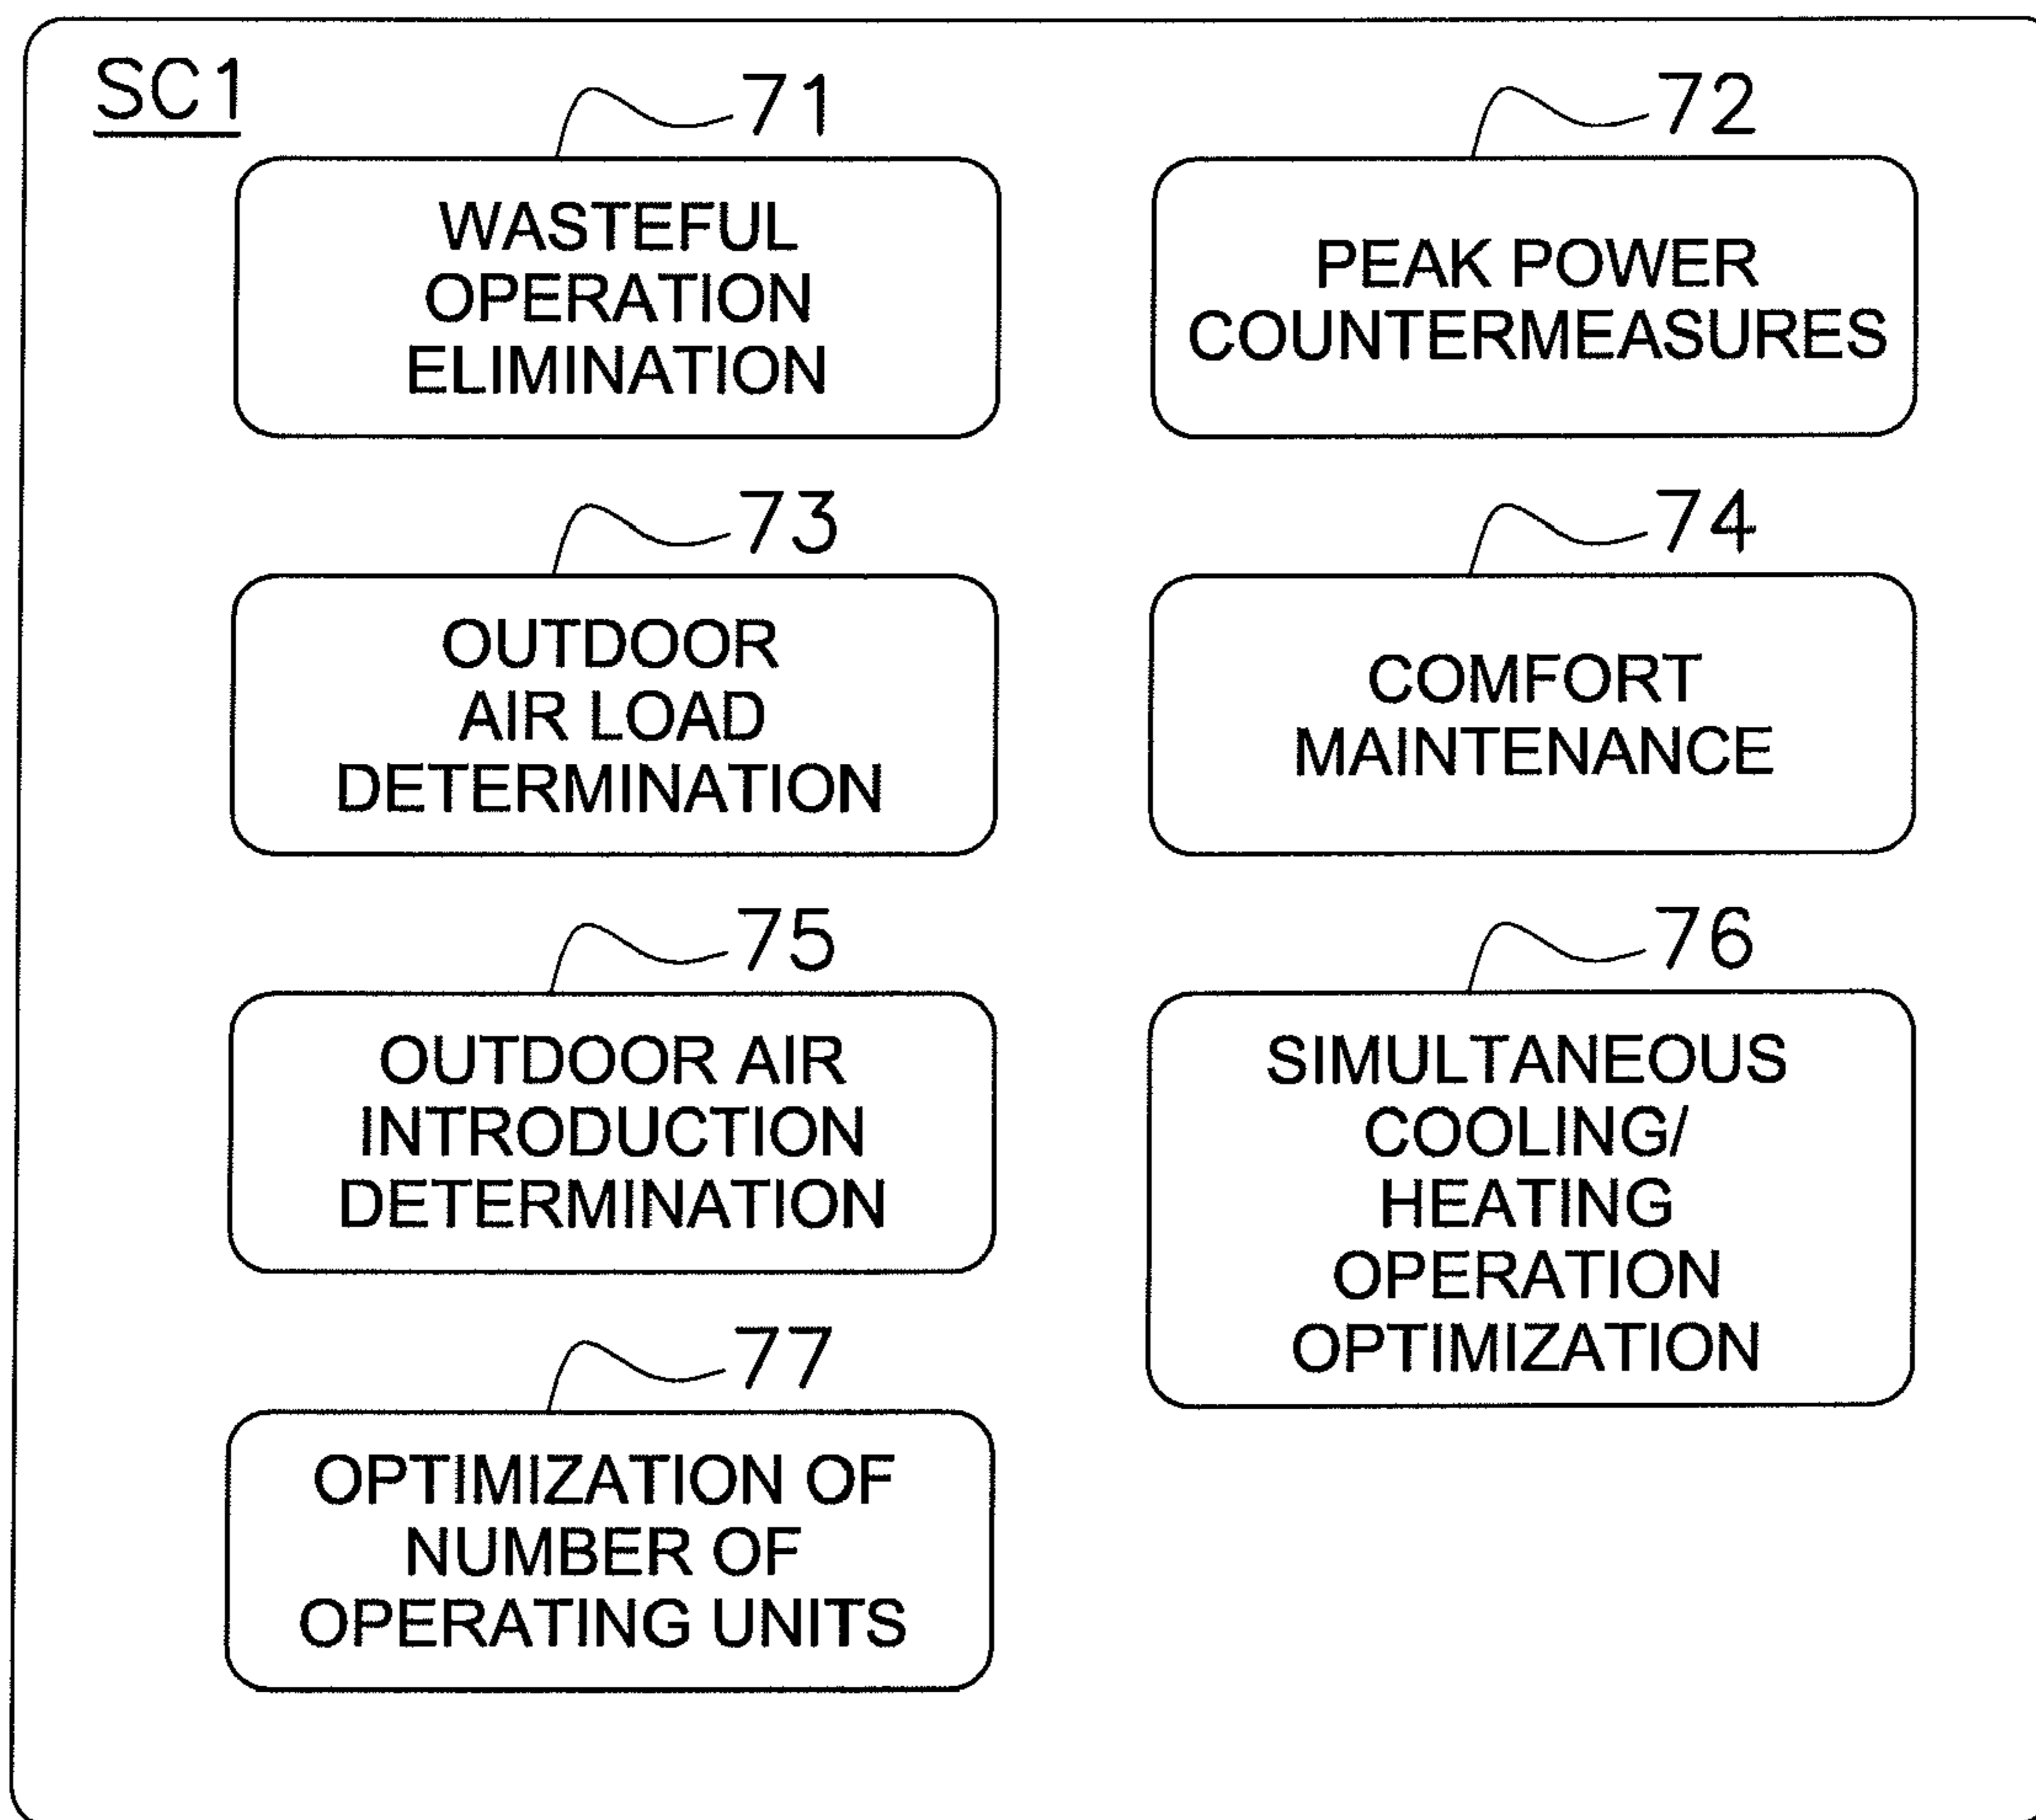 SC1
71
WASTEFUL
OPERATION
ELIMINATION
72
PEAK POWER
COUNTERMEASURES
73
OUTDOOR
AIR LOAD
DETERMINATION
74
COMFORT
MAINTENANCE
75
OUTDOOR AIR
INTRODUCTION
DETERMINATION
76
SIMULTANEOUS
COOLING/
HEATING
OPERATION
OPTIMIZATION
77
OPTIMIZATION OF
NUMBER OF
OPERATING UNITS